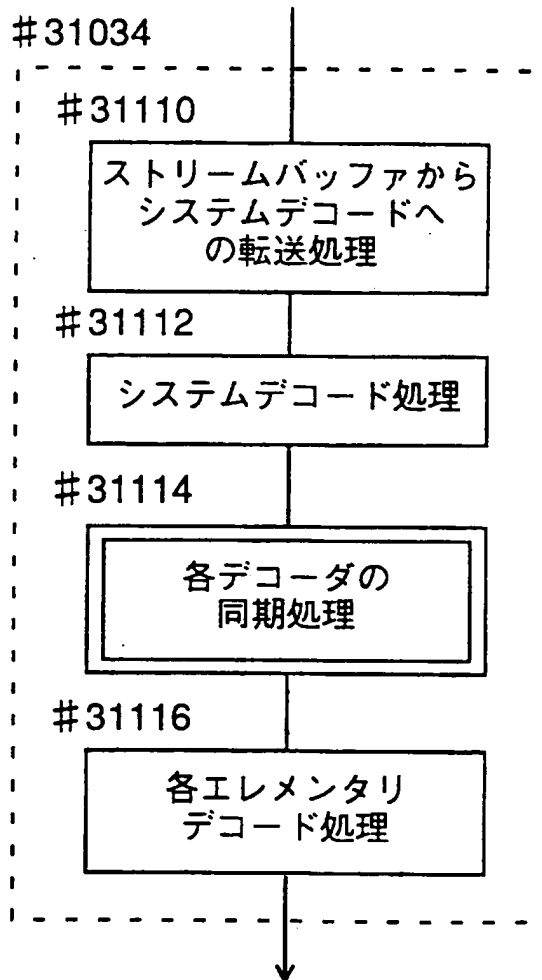 #31034
#31110
ストリームバッファから
システムデコードへ
の転送処理
#31112
システムデコード処理
#31114
各デコーダの
同期処理
#31116
各エレメンタリ
デコード処理